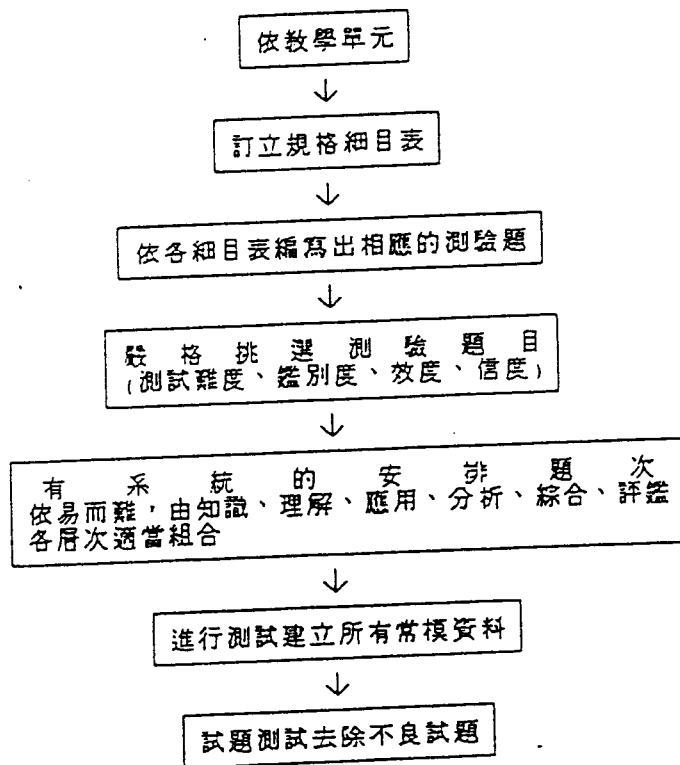 依教學單元
↓
訂立規格細目表
↓
依各細目表編寫出相應的測驗題
↓
嚴格挑選測驗題目
(測試難度、鑑別度、效度、信度)
↓
有系統的安排題次
依易而難，由知識、理解、應用、分析、綜合、評鑑
各層次適當組合
↓
進行測試建立所有常模資料
↓
試題測試去除不良試題